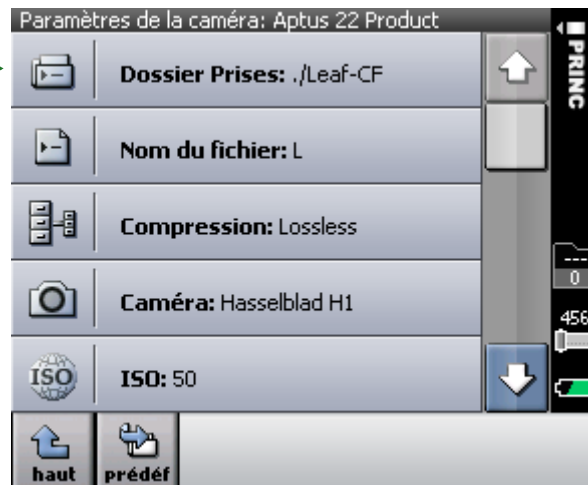 Paramètres de la caméra: Aptus 22 Product
Dossier Prises: ./Leaf-CF
Nom du fichier: L
Compression: Lossless
Caméra: Hasselblad H1
ISO
ISO: 50
haut
prédéf
PRINC
---
0
456